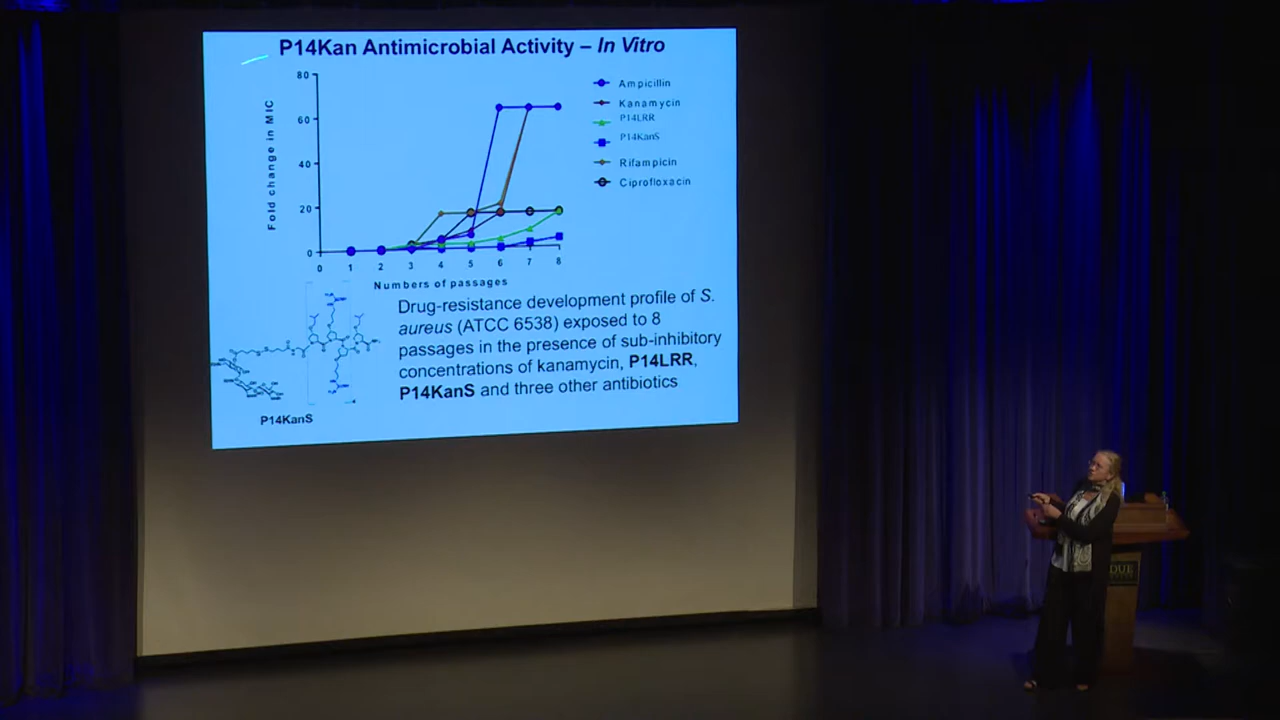 P14Kan Antimicrobial Activity – In Vitro
80
60
40
20
0
Fold change in MIC
0 1 2 3 4 5 6 7 8
Numbers of passages
Ampicillin
Kanamycin
P14LRR
P14KanS
Rifampicin
Ciprofloxacin
Drug-resistance development profile of S.
aureus (ATCC 6538) exposed to 8
passages in the presence of sub-inhibitory
concentrations of kanamycin, P14LRR,
P14KanS and three other antibiotics
P14KanS
DUE